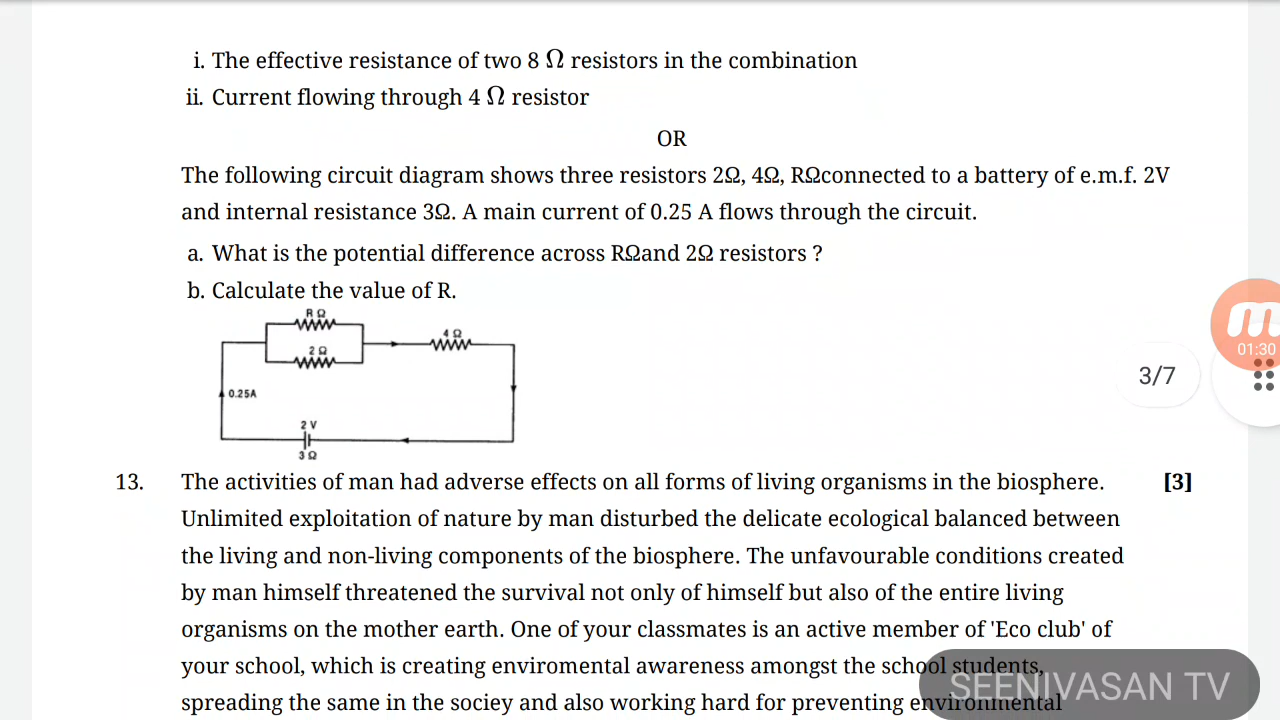 i. The effective resistance of two 8 Ω resistors in the combination
ii. Current flowing through 4 Ω resistor
OR
The following circuit diagram shows three resistors 2Ω, 4Ω, RΩconnected to a battery of e.m.f. 2V
and internal resistance 3Ω. A main current of 0.25 A flows through the circuit.
a. What is the potential difference across RΩand 2Ω resistors ?
b. Calculate the value of R.
R Ω
4 Ω
2 Ω
01:30
3/7
0.25A
2 V
3 Ω
13. The activities of man had adverse effects on all forms of living organisms in the biosphere. [3]
Unlimited exploitation of nature by man disturbed the delicate ecological balanced between
the living and non-living components of the biosphere. The unfavourable conditions created
by man himself threatened the survival not only of himself but also of the entire living
organisms on the mother earth. One of your classmates is an active member of 'Eco club' of
your school, which is creating enviromental awareness amongst the school students,
spreading the same in the sociey and also working hard for preventing environmental
SEENIVASAN TV